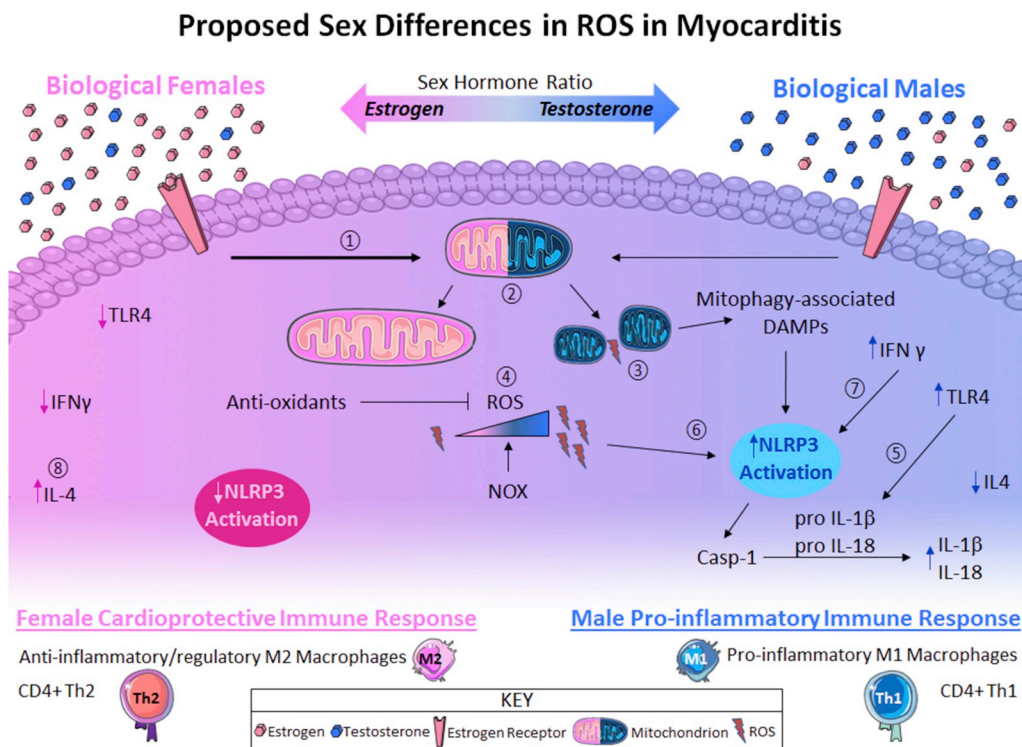 Proposed Sex Differences in ROS in Myocarditis
Biological Females
Sex Hormone Ratio
Estrogen Testosterone
Biological Males
①
②
TLR4
Mitophagy-associated
DAMPs
③
IFN γ
④
⑦
IFNγ
Anti-oxidants
ROS
TLR4
⑥
⑤
⑧
IL-4
NLRP3
Activation
NOX
NLRP3
Activation
IL4
pro IL-1β
pro IL-18
Casp-1
IL-1β
IL-18
Female Cardioprotective Immune Response
Male Pro-inflammatory Immune Response
Anti-inflammatory/regulatory M2 Macrophages
M2
M1
Pro-inflammatory M1 Macrophages
CD4+ Th2
Th2
Th1
CD4+ Th1
KEY
Estrogen Testosterone Estrogen Receptor Mitochondrion ROS